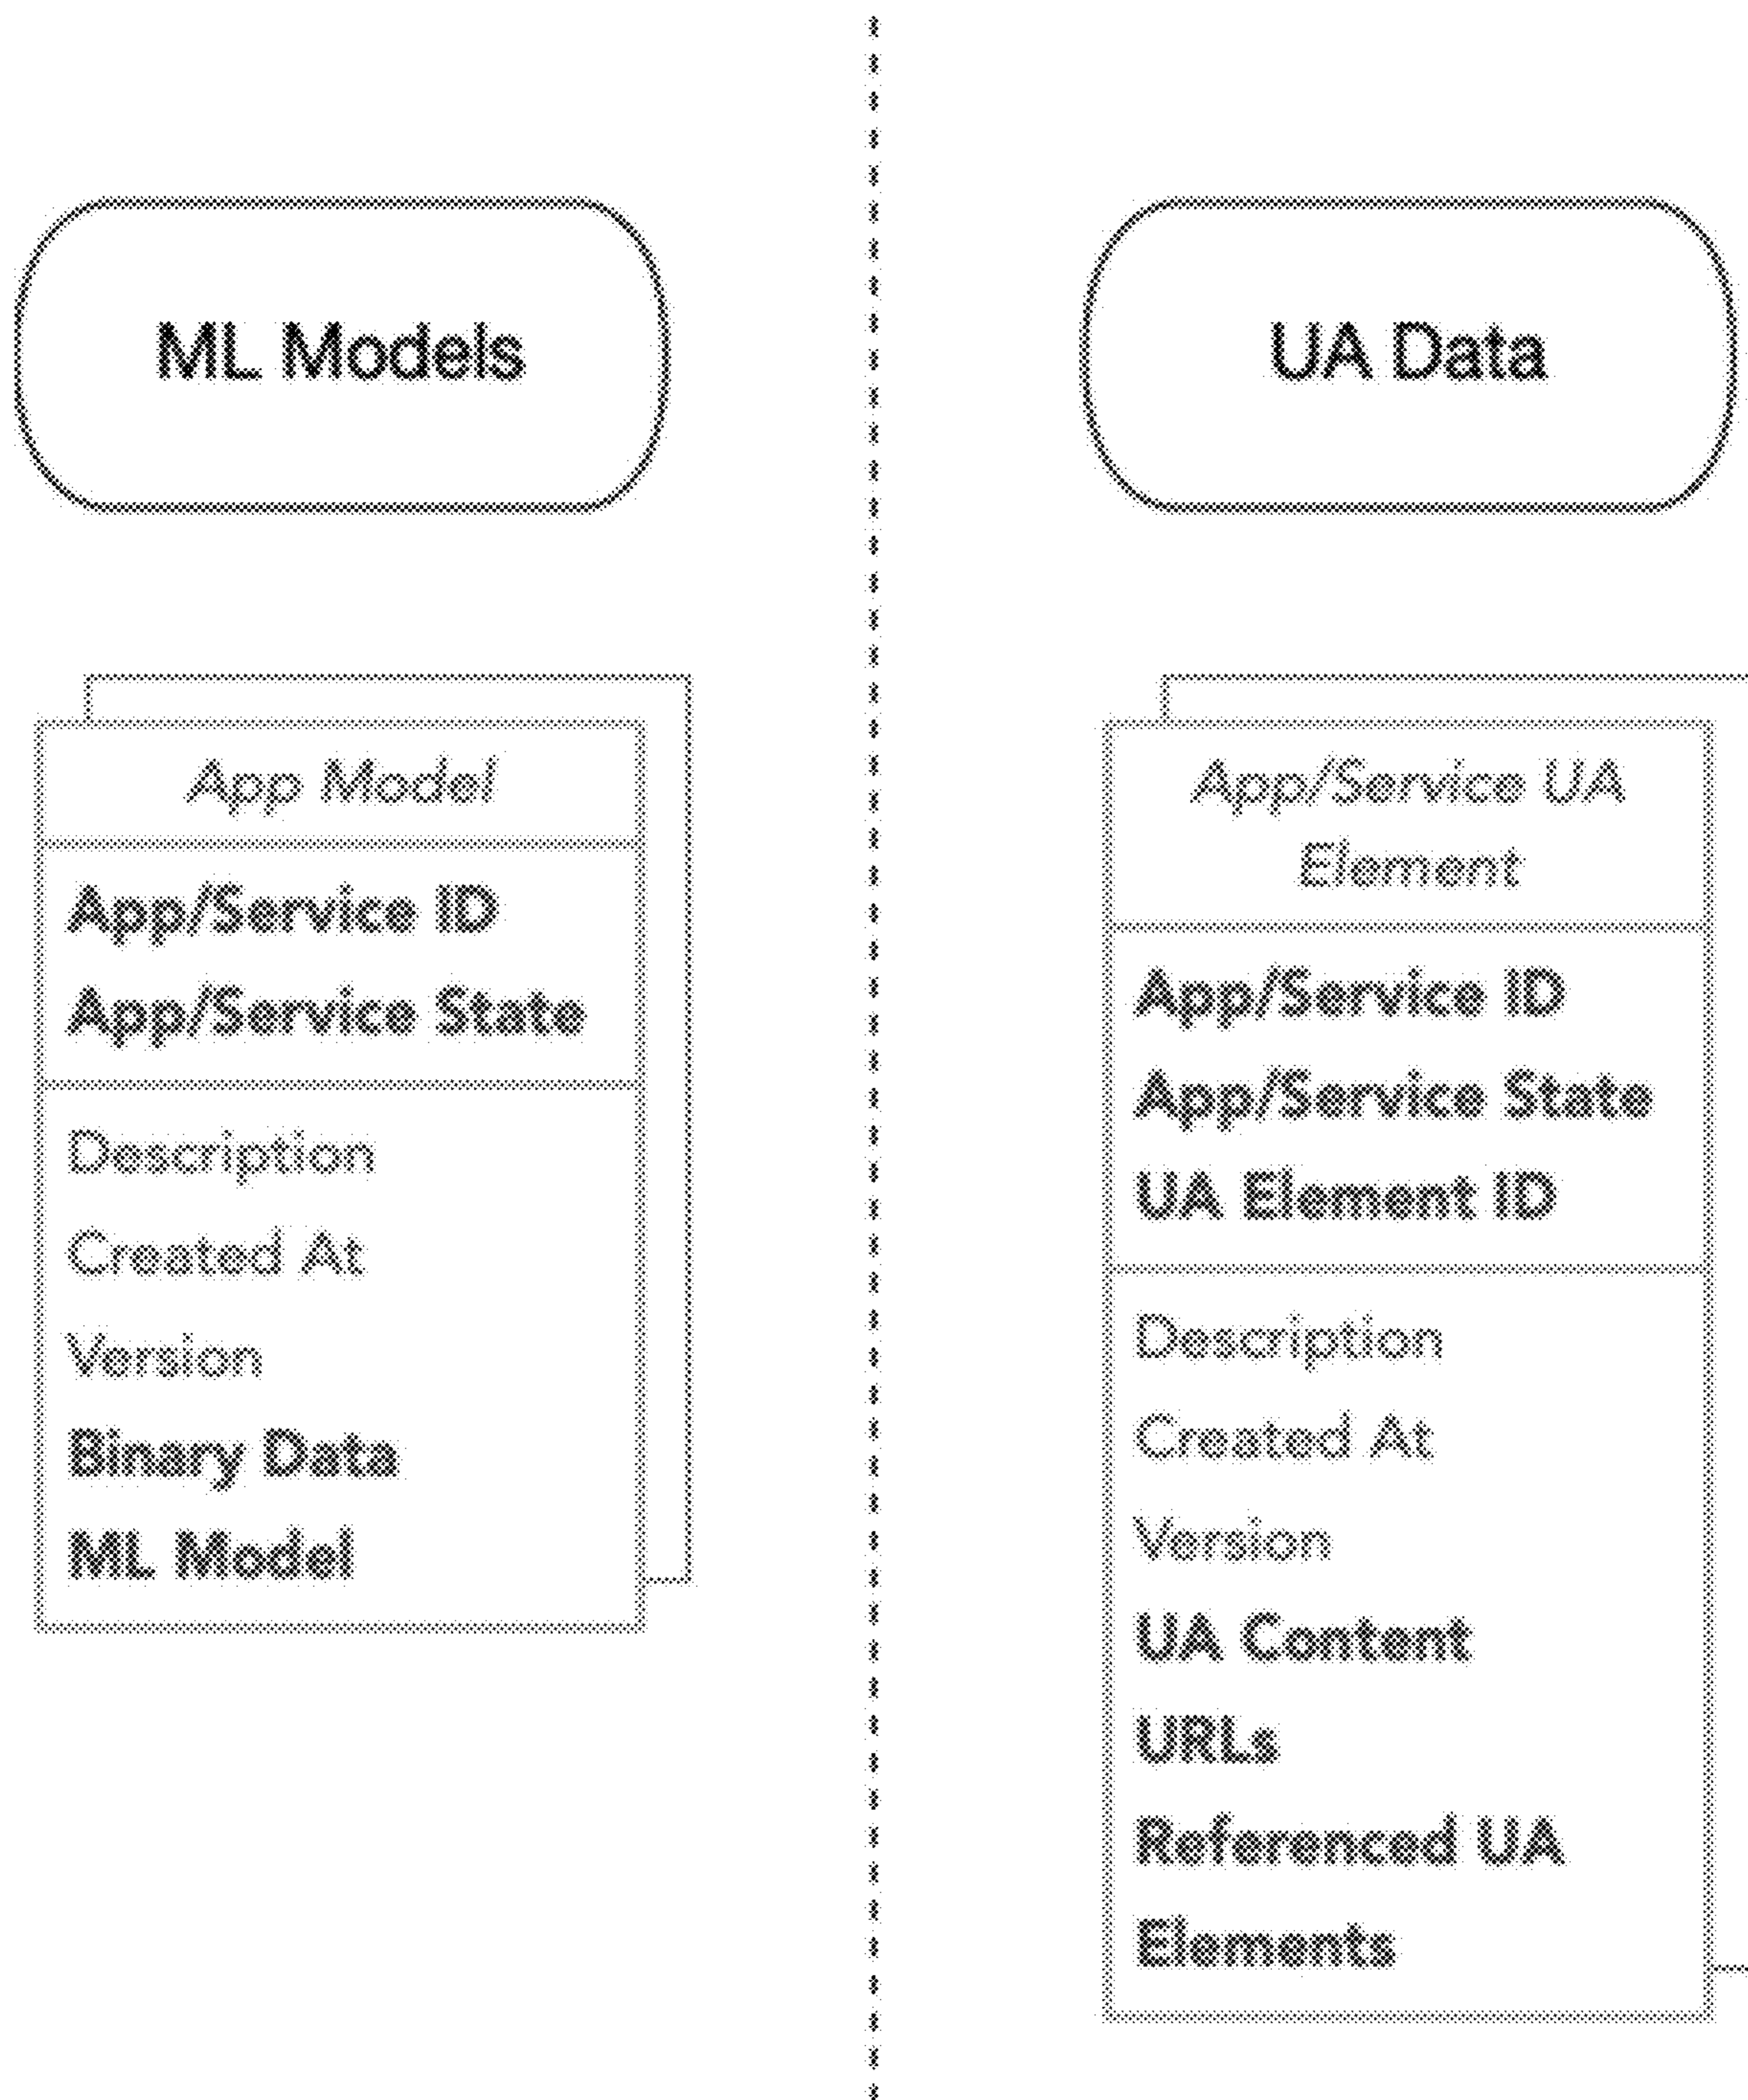 ML Models
App Model
App/Service ID
App/Service State
Description
Created At
Version
Binary Data
ML Model
UA Data
App/Service UA
Element
App/Service ID
App/Service State
UA Element ID
Description
Created At
Version
UA Content
URLs
Referenced UA
Elements